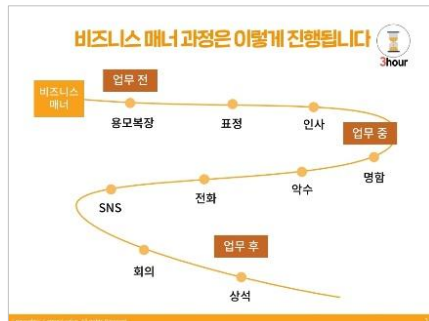 비즈니스 매너 과정은 이렇게 진행됩니다
3hour
비즈니스
매너
업무 전
용모복장
표정
인사
업무 중
명함
악수
전화
SNS
회의
업무 후
상석